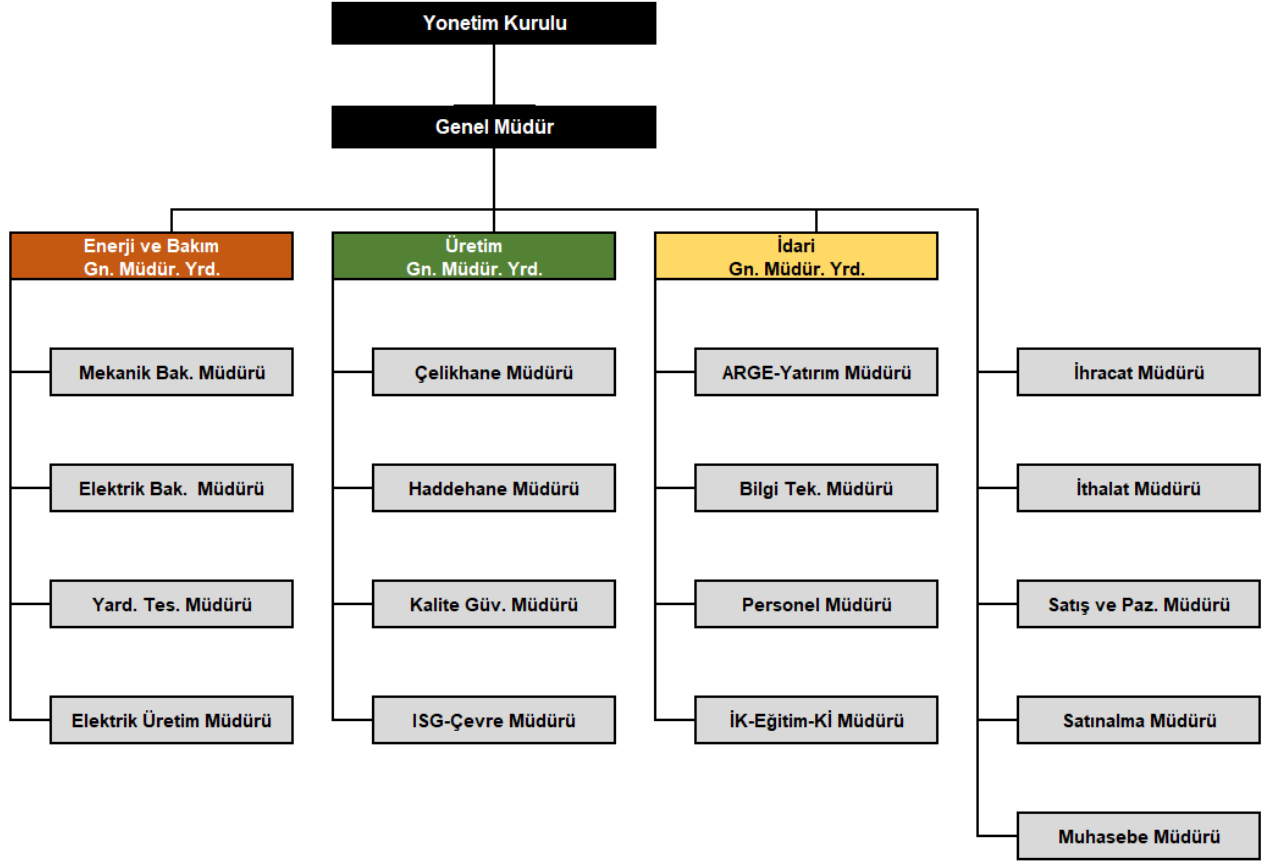 Yonetim Kurulu
Genel Müdür
Enerji ve Bakım
Gn. Müdür. Yrd.
Üretim
Gn. Müdür. Yrd.
İdari
Gn. Müdür. Yrd.
Mekanik Bak. Müdürü
Çelikhane Müdürü
ARGE-Yatırım Müdürü
İhracat Müdürü
Elektrik Bak. Müdürü
Haddehane Müdürü
Bilgi Tek. Müdürü
İthalat Müdürü
Yard. Tes. Müdürü
Kalite Güv. Müdürü
Personel Müdürü
Satış ve Paz. Müdürü
Elektrik Üretim Müdürü
ISG-Çevre Müdürü
İK-Eğitim-Kİ Müdürü
Satınalma Müdürü
Muhasebe Müdürü